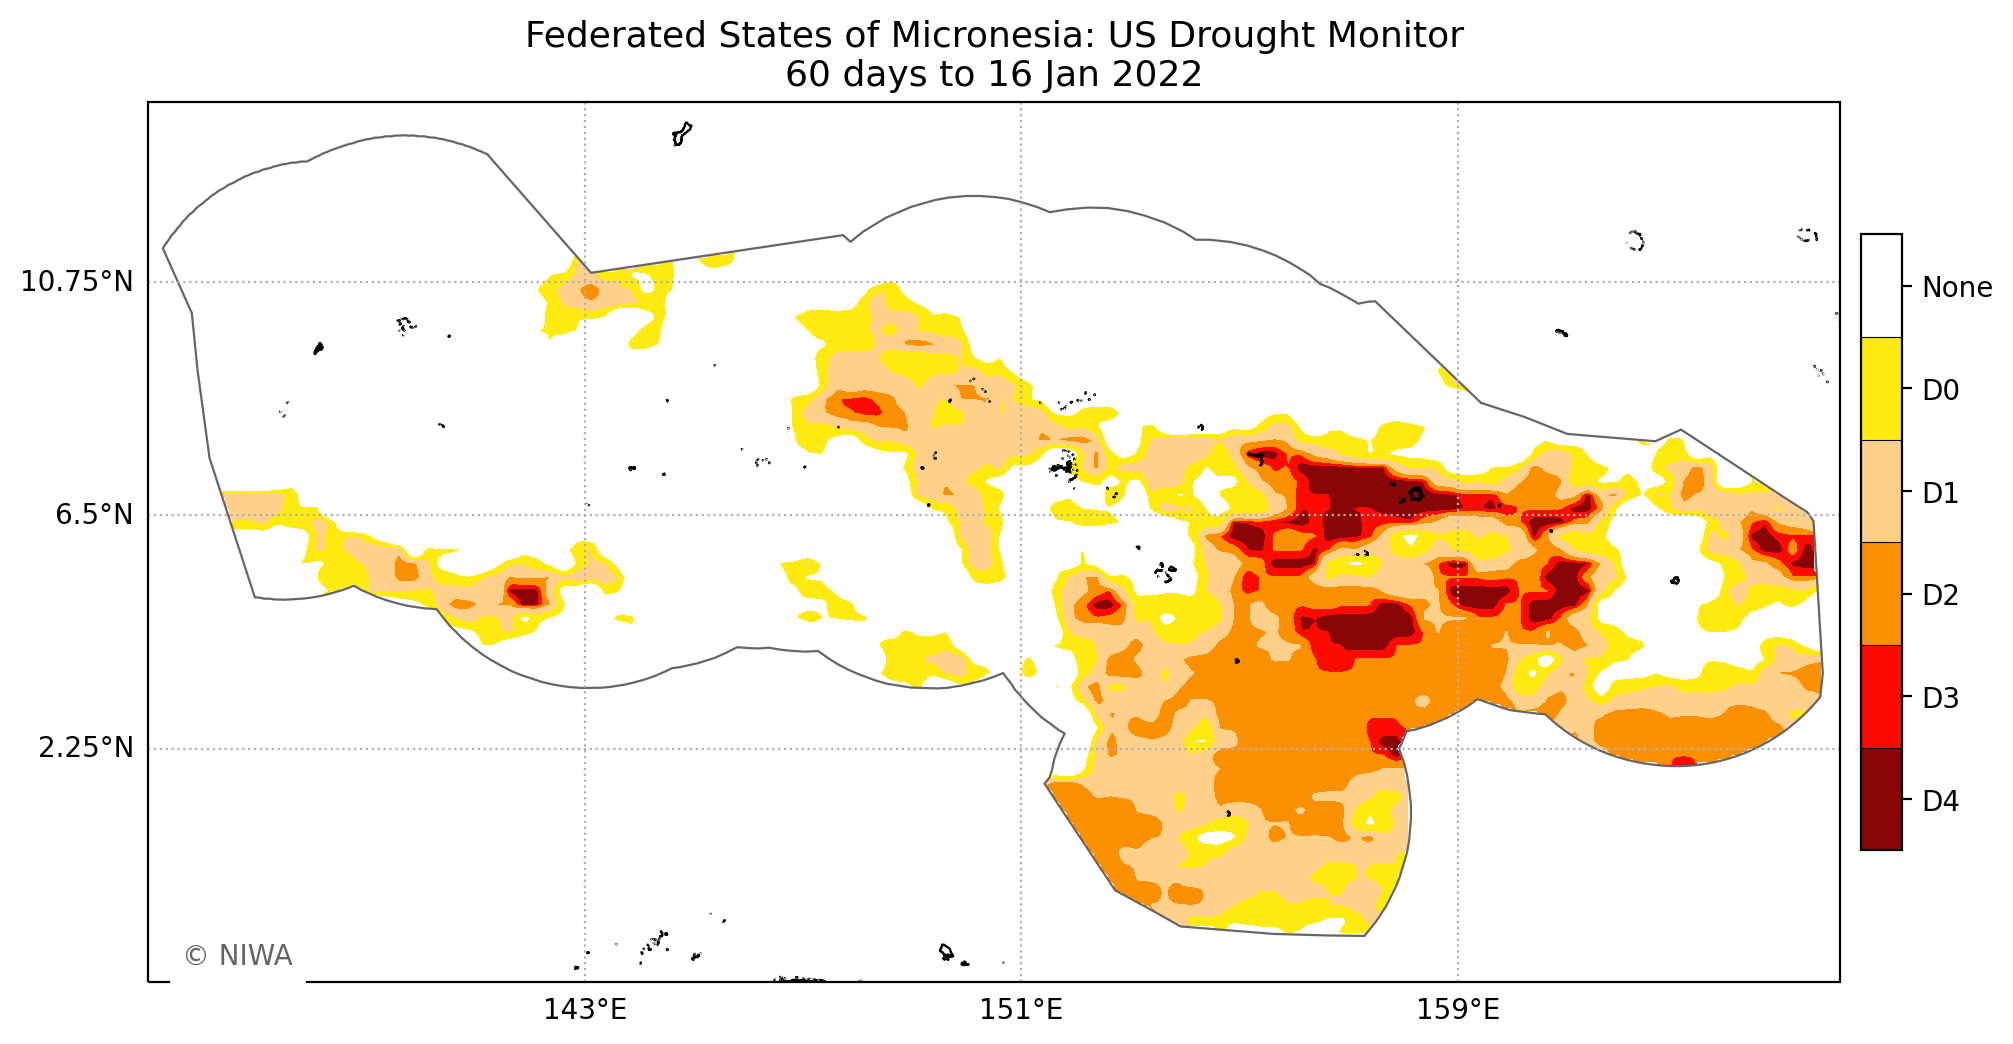 Federated States of Micronesia: US Drought Monitor
60 days to 16 Jan 2022
10.75°N
6.5°N
2.25°N
143°E
151°E
159°E
None
D0
D1
D2
D3
D4
© NIWA